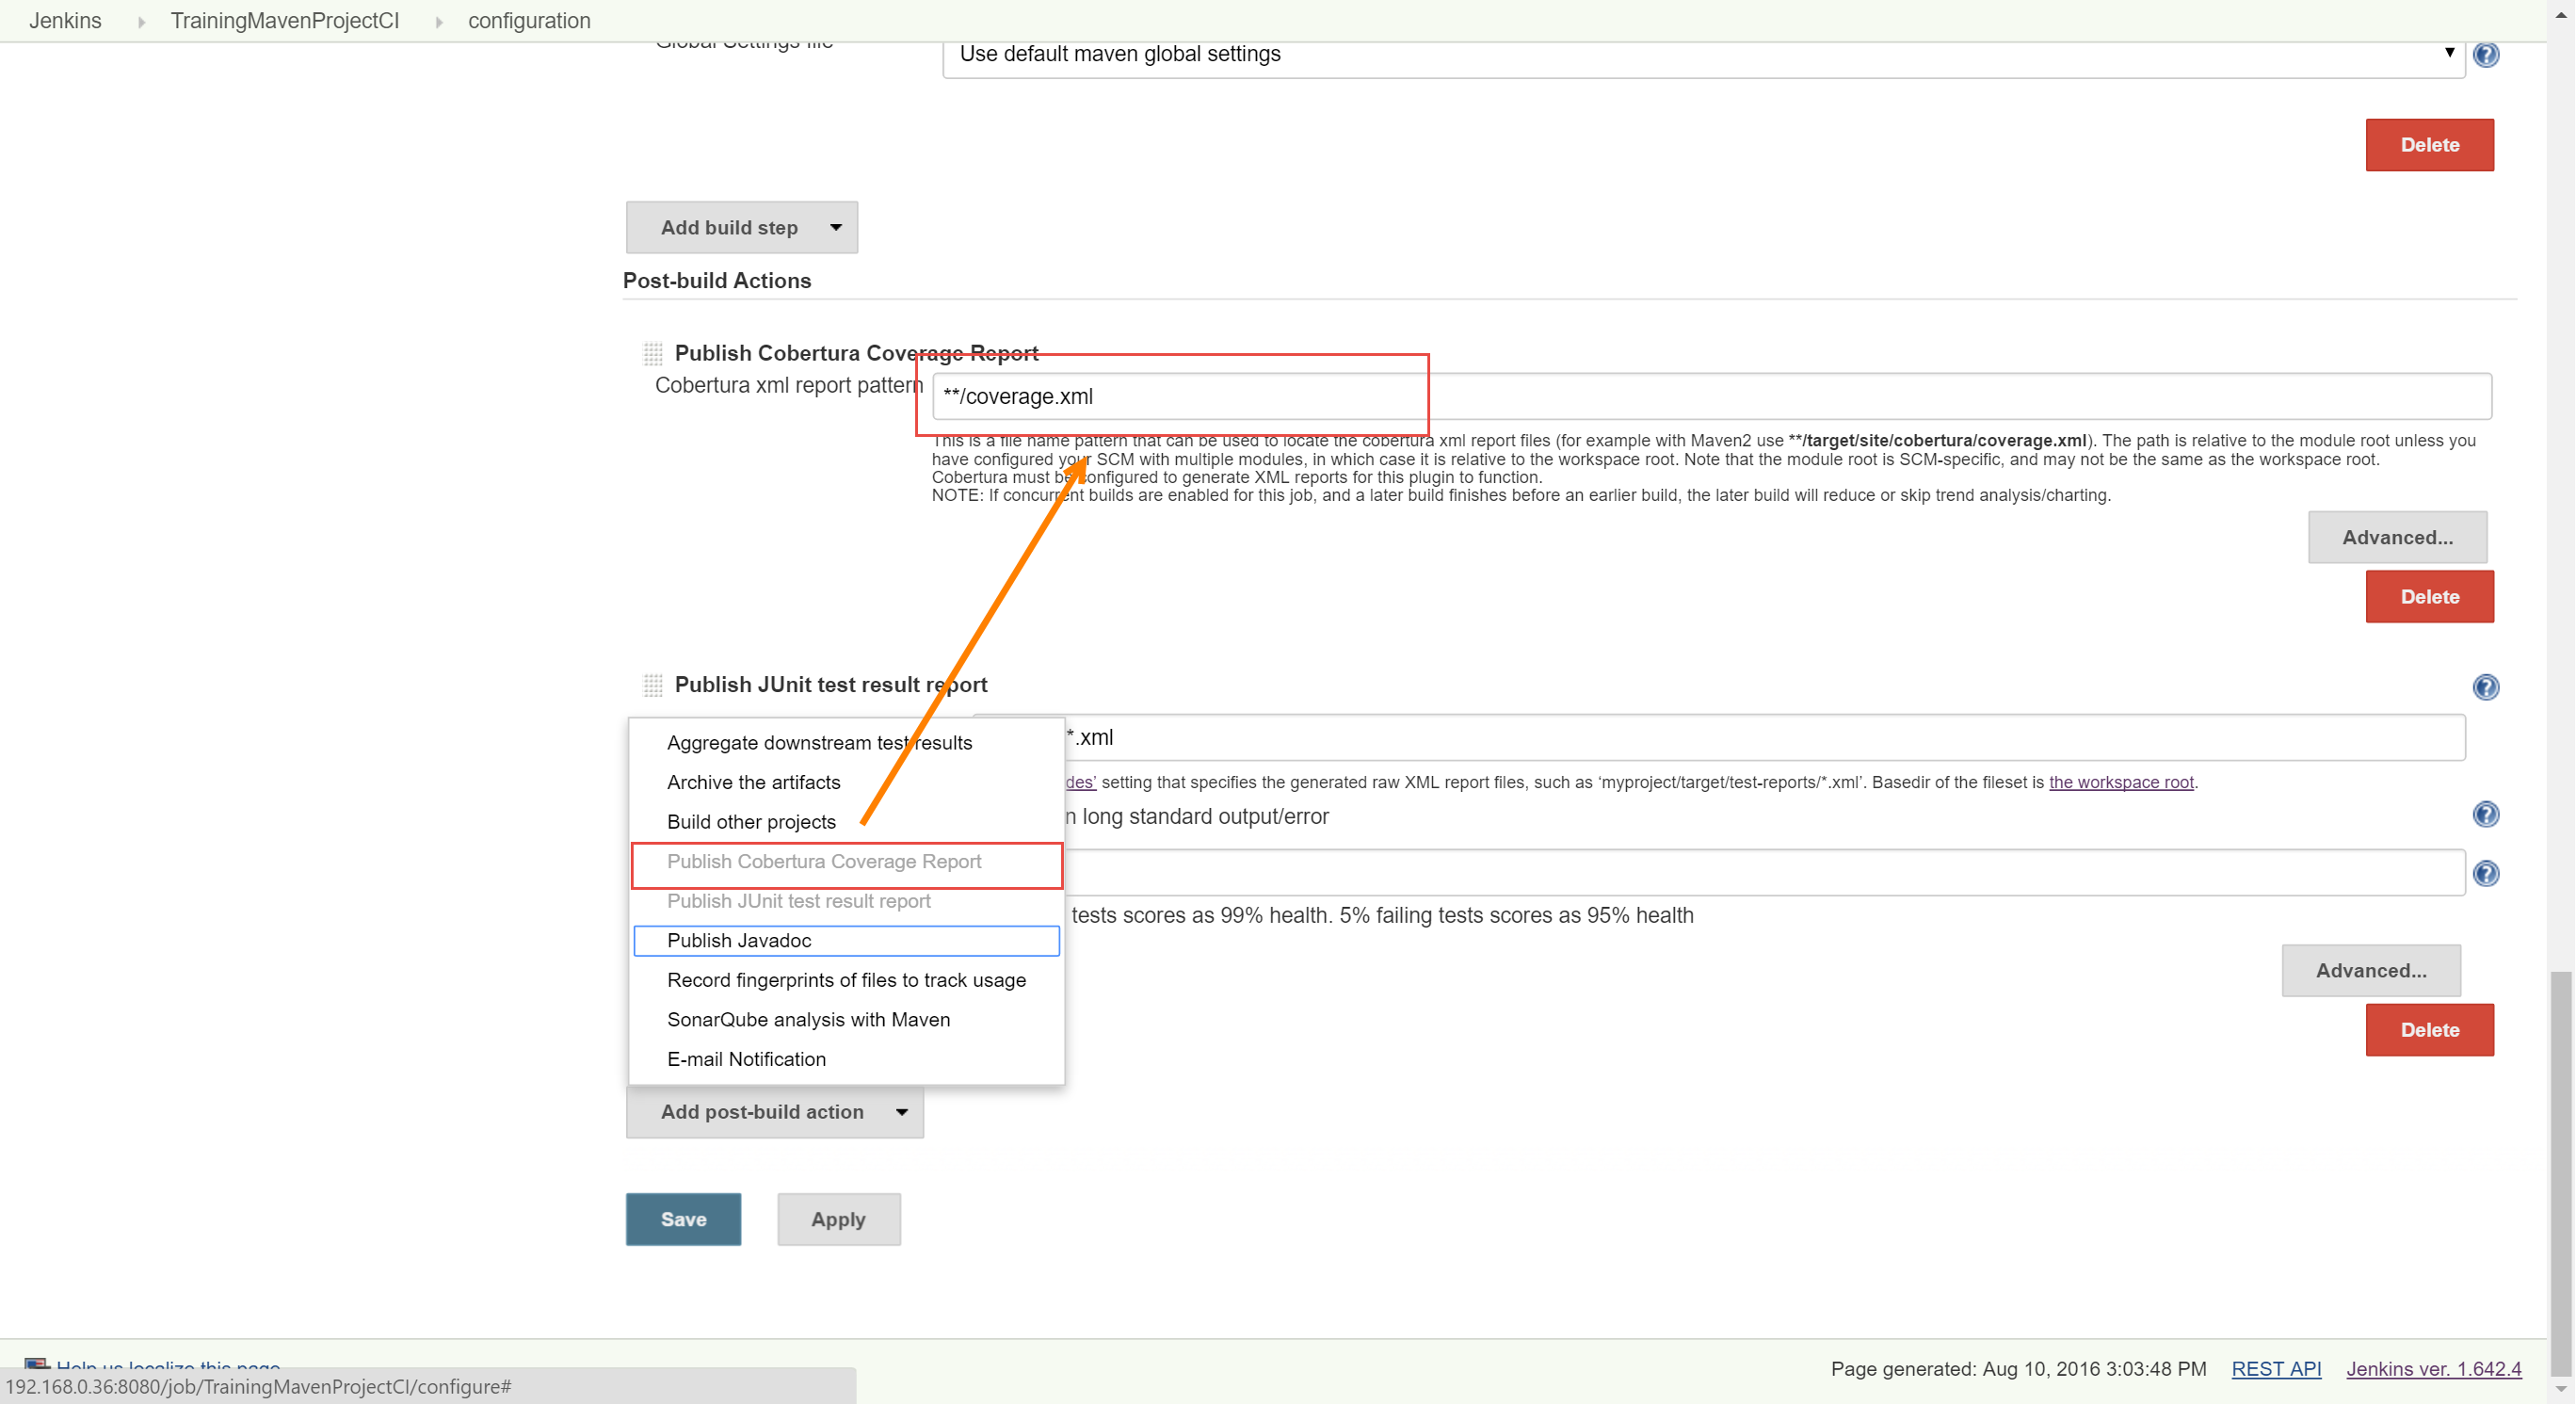 Jenkins TrainingMavenProjectCI configuration
Global Settings file
Use default maven global settings
Delete
Add build step
Post-build Actions
Publish Cobertura Coverage Report
Cobertura xml report pattern
**/coverage.xml
This is a file name pattern that can be used to locate the cobertura xml report files (for example with Maven2 use **/target/site/cobertura/coverage.xml). The path is relative to the module root unless you
have configured your SCM with multiple modules, in which case it is relative to the workspace root. Note that the module root is SCM-specific, and may not be the same as the workspace root.
Cobertura must be configured to generate XML reports for this plugin to function.
NOTE: If concurrent builds are enabled for this job, and a later build finishes before an earlier build, the later build will reduce or skip trend analysis/charting.
Advanced...
Delete
Publish JUnit test result report
*.xml
des' setting that specifies the generated raw XML report files, such as 'myproject/target/test-reports/*.xml'. Basedir of the fileset is the workspace root.
n long standard output/error
tests scores as 99% health. 5% failing tests scores as 95% health
Advanced...
Delete
Aggregate downstream test results
Archive the artifacts
Build other projects
Publish Cobertura Coverage Report
Publish JUnit test result report
Publish Javadoc
Record fingerprints of files to track usage
SonarQube analysis with Maven
E-mail Notification
Add post-build action
Save
Apply
Help us localize this page
Page generated: Aug 10, 2016 3:03:48 PM REST API Jenkins ver. 1.642.4
192.168.0.36:8080/job/TrainingMavenProjectCI/configure#